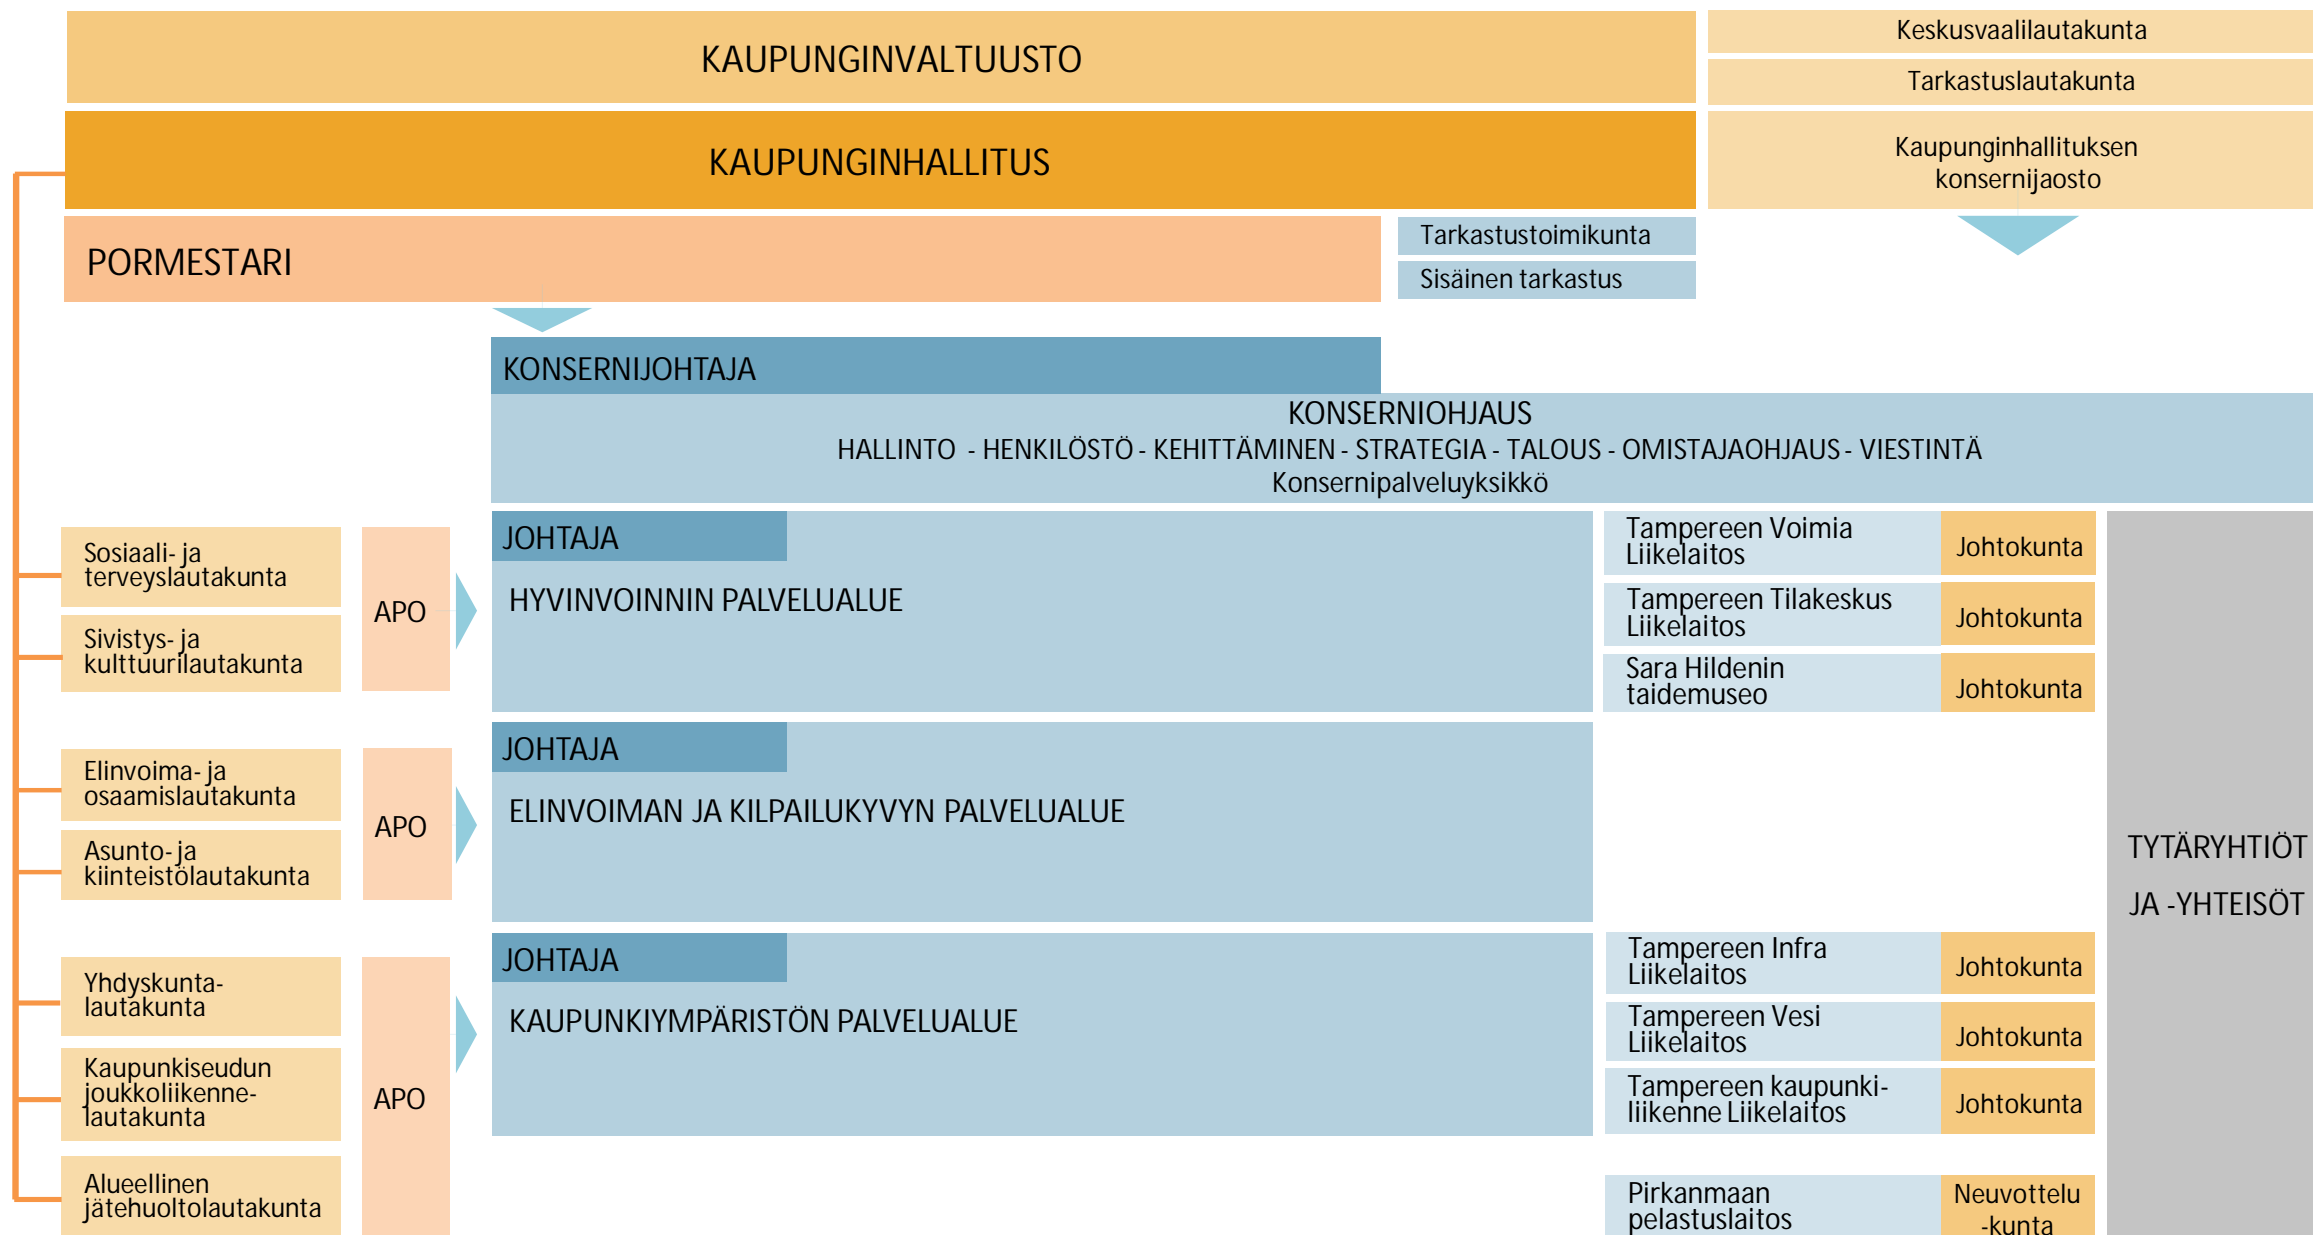 KAUPUNGINVALTUUSTO
Keskusvaalilautakunta
Tarkastuslautakunta
KAUPUNGINHALLITUS
Kaupunginhallituksen
konsernijaosto
PORMESTARI
Tarkastustoimikunta
Sisäinen tarkastus
KONSERNIJOHTAJA
KONSERNIOHJAUS
HALLINTO - HENKILÖSTÖ - KEHITTÄMINEN - STRATEGIA - TALOUS - OMISTAJAOHJAUS - VIESTINTÄ
Konsernipalveluyksikkö
Sosiaali- ja
terveyslautakunta
Sivistys- ja
kulttuurilautakunta
APO
JOHTAJA
HYVINVOINNIN PALVELUALUE
Tampereen Voimia
Liikelaitos
Johtokunta
Tampereen Tilakeskus
Liikelaitos
Johtokunta
Sara Hildenin
taidemuseo
Johtokunta
Elinvoima- ja
osaamislautakunta
Asunto- ja
kiinteistölautakunta
APO
JOHTAJA
ELINVOIMAN JA KILPAILUKYVYN PALVELUALUE
TYTÄRYHTIÖT
JA -YHTEISÖT
Yhdyskunta-
lautakunta
Kaupunkiseudun
joukkoliikenne-
lautakunta
Alueellinen
jätehuoltolautakunta
APO
JOHTAJA
KAUPUNKIYMPÄRISTÖN PALVELUALUE
Tampereen Infra
Liikelaitos
Johtokunta
Tampereen Vesi
Liikelaitos
Johtokunta
Tampereen kaupunki-
liikenne Liikelaitos
Johtokunta
Pirkanmaan
pelastuslaitos
Neuvottelu
-kunta